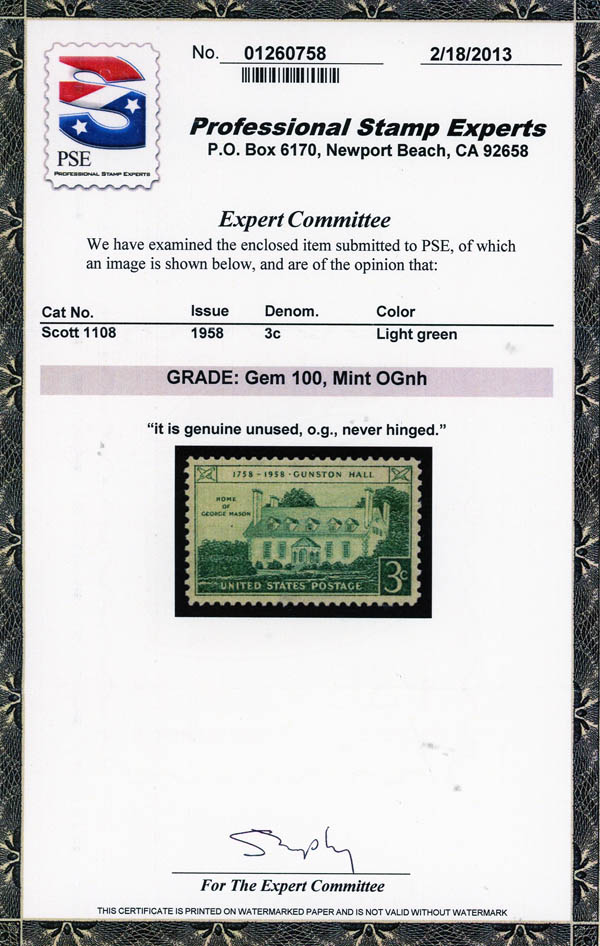 No. 01260758 2/18/2013
PSE
PROFESSIONAL STAMP EXPERTS
Professional Stamp Experts
P.O. Box 6170, Newport Beach, CA 92658
Expert Committee
We have examined the enclosed item submitted to PSE, of which
an image is shown below, and are of the opinion that:
Cat No. Issue Denom. Color
Scott 1108 1958 3c Light green
GRADE: Gem 100, Mint OGnh
“it is genuine unused, o.g., never hinged.”
1758 - 1958 · GUNSTON HALL
HOME
OF
GEORGE MASON
UNITED STATES POSTAGE 3c
For The Expert Committee
THIS CERTIFICATE IS PRINTED ON WATERMARKED PAPER AND IS NOT VALID WITHOUT WATERMARK